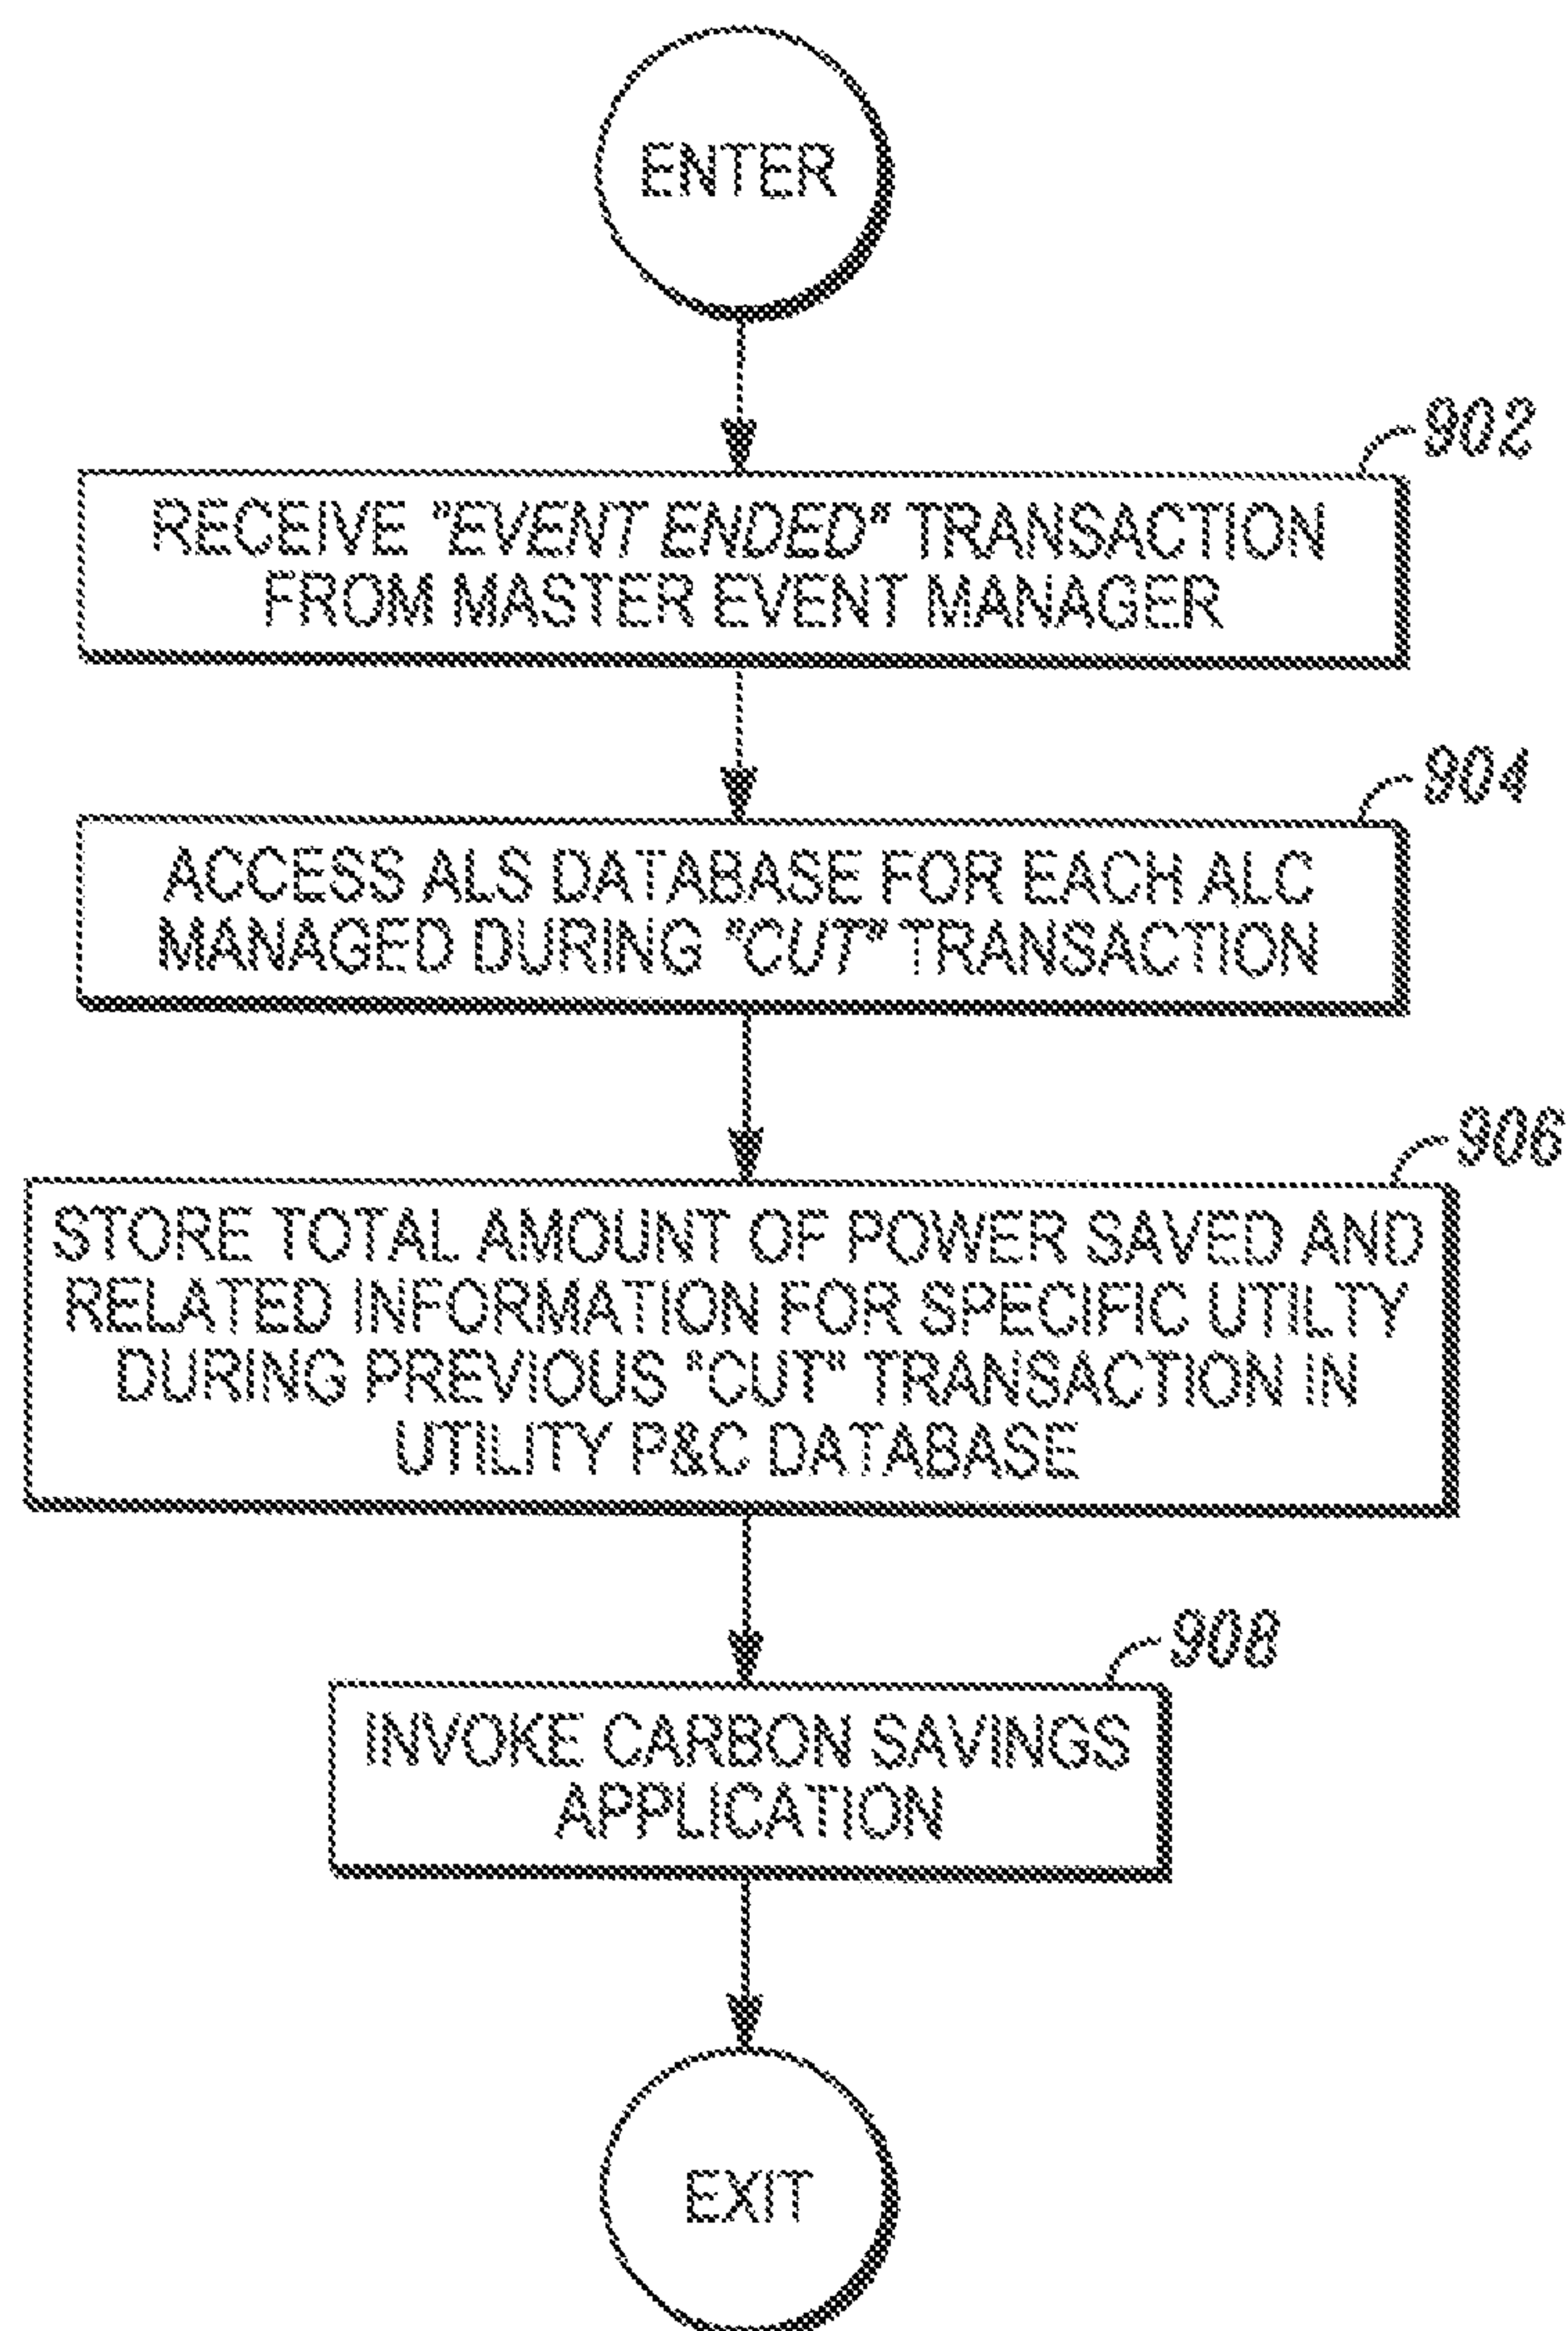 ENTER
902
RECEIVE "EVENT ENDED" TRANSACTION
FROM MASTER EVENT MANAGER
904
ACCESS ALS DATABASE FOR EACH ALC
MANAGED DURING "CUT" TRANSACTION
906
STORE TOTAL AMOUNT OF POWER SAVED AND
RELATED INFORMATION FOR SPECIFIC UTILTY
DURING PREVIOUS "CUT" TRANSACTION IN
UTILITY P&C DATABASE
908
INVOKE CARBON SAVINGS
APPLICATION
EXIT